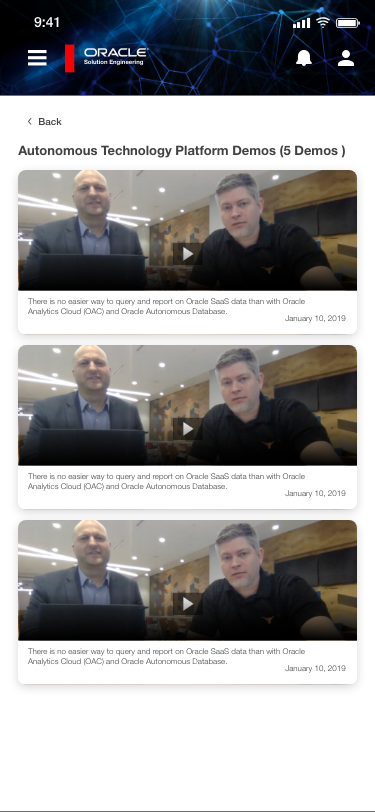 9:41
ORACLE
Solution Engineering
Back
Autonomous Technology Platform Demos (5 Demos )
There is no easier way to query and report on Oracle SaaS data than with Oracle
Analytics Cloud (OAC) and Oracle Autonomous Database.
January 10, 2019
There is no easier way to query and report on Oracle SaaS data than with Oracle
Analytics Cloud (OAC) and Oracle Autonomous Database.
January 10, 2019
There is no easier way to query and report on Oracle SaaS data than with Oracle
Analytics Cloud (OAC) and Oracle Autonomous Database.
January 10, 2019